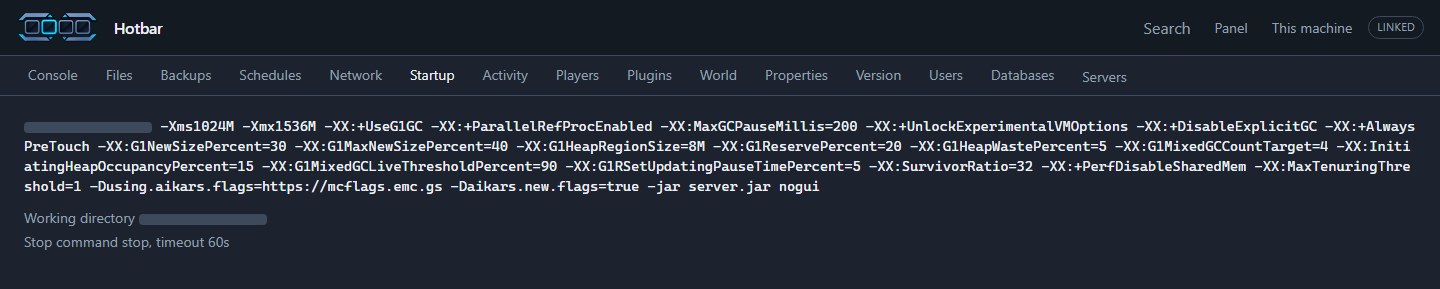 Hotbar
Search
Panel
This machine
LINKED
Console
Files
Backups
Schedules
Network
Startup
Activity
Players
Plugins
World
Properties
Version
Users
Databases
Servers
-Xms1024M -Xmx1536M -XX:+UseG1GC -XX:+ParallelRefProcEnabled -XX:MaxGCPauseMillis=200 -XX:+UnlockExperimentalVMOptions -XX:+DisableExplicitGC -XX:+Always
PreTouch -XX:G1NewSizePercent=30 -XX:G1MaxNewSizePercent=40 -XX:G1HeapRegionSize=8M -XX:G1ReservePercent=20 -XX:G1HeapWastePercent=5 -XX:G1MixedGCCountTarget=4 -XX:Initi
atingHeapOccupancyPercent=15 -XX:G1MixedGCLiveThresholdPercent=90 -XX:G1RSetUpdatingPauseTimePercent=5 -XX:SurvivorRatio=32 -XX:+PerfDisableSharedMem -XX:MaxTenuringThre
shold=1 -Dusing.aikars.flags=https://mcflags.emc.gs -Daikars.new.flags=true -jar server.jar nogui
Working directory
Stop command stop, timeout 60s